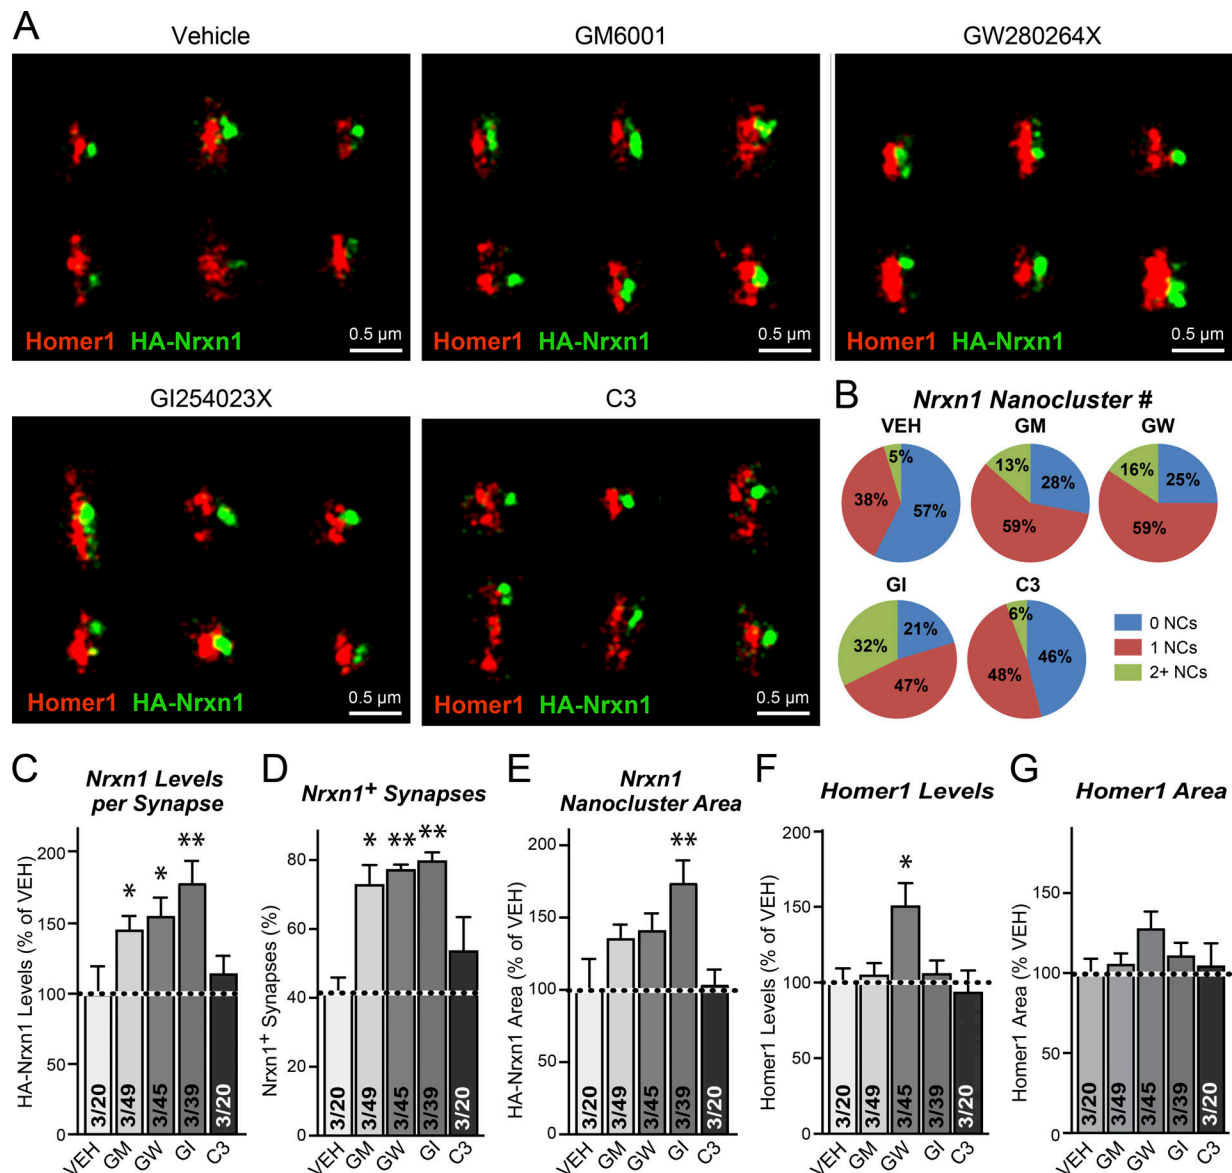 A
Vehicle
GM6001
GW280264X
Homer1 HA-Nrxn1
0.5 µm
Homer1 HA-Nrxn1
0.5 µm
Homer1 HA-Nrxn1
0.5 µm
GI254023X
C3
Homer1 HA-Nrxn1
0.5 µm
Homer1 HA-Nrxn1
0.5 µm
B
Nrxn1 Nanocluster #
VEH
GM
GW
5%
38%
57%
13%
28%
59%
16%
25%
59%
GI
C3
32%
21%
47%
6%
48%
46%
0 NCs
1 NCs
2+ NCs
C
Nrxn1 Levels
per Synapse
HA-Nrxn1 Levels (% of VEH)
200
150
100
50
0
*
*
**
3/20
3/49
3/45
3/39
3/20
VEH
GM
GW
GI
C3
D
Nrxn1+ Synapses
Nrxn1+ Synapses (%)
80
60
40
20
0
*
**
**
3/20
3/49
3/45
3/39
3/20
VEH
GM
GW
GI
C3
E
Nrxn1
Nanocluster Area
HA-Nrxn1 Area (% of VEH)
200
150
100
50
0
**
3/20
3/49
3/45
3/39
3/20
VEH
GM
GW
GI
C3
F
Homer1 Levels
Homer1 Levels (% of VEH)
200
150
100
50
0
*
3/20
3/49
3/45
3/39
3/20
VEH
GM
GW
GI
C3
G
Homer1 Area
Homer1 Area (% VEH)
150
100
50
0
3/20
3/49
3/45
3/39
3/20
VEH
GM
GW
GI
C3